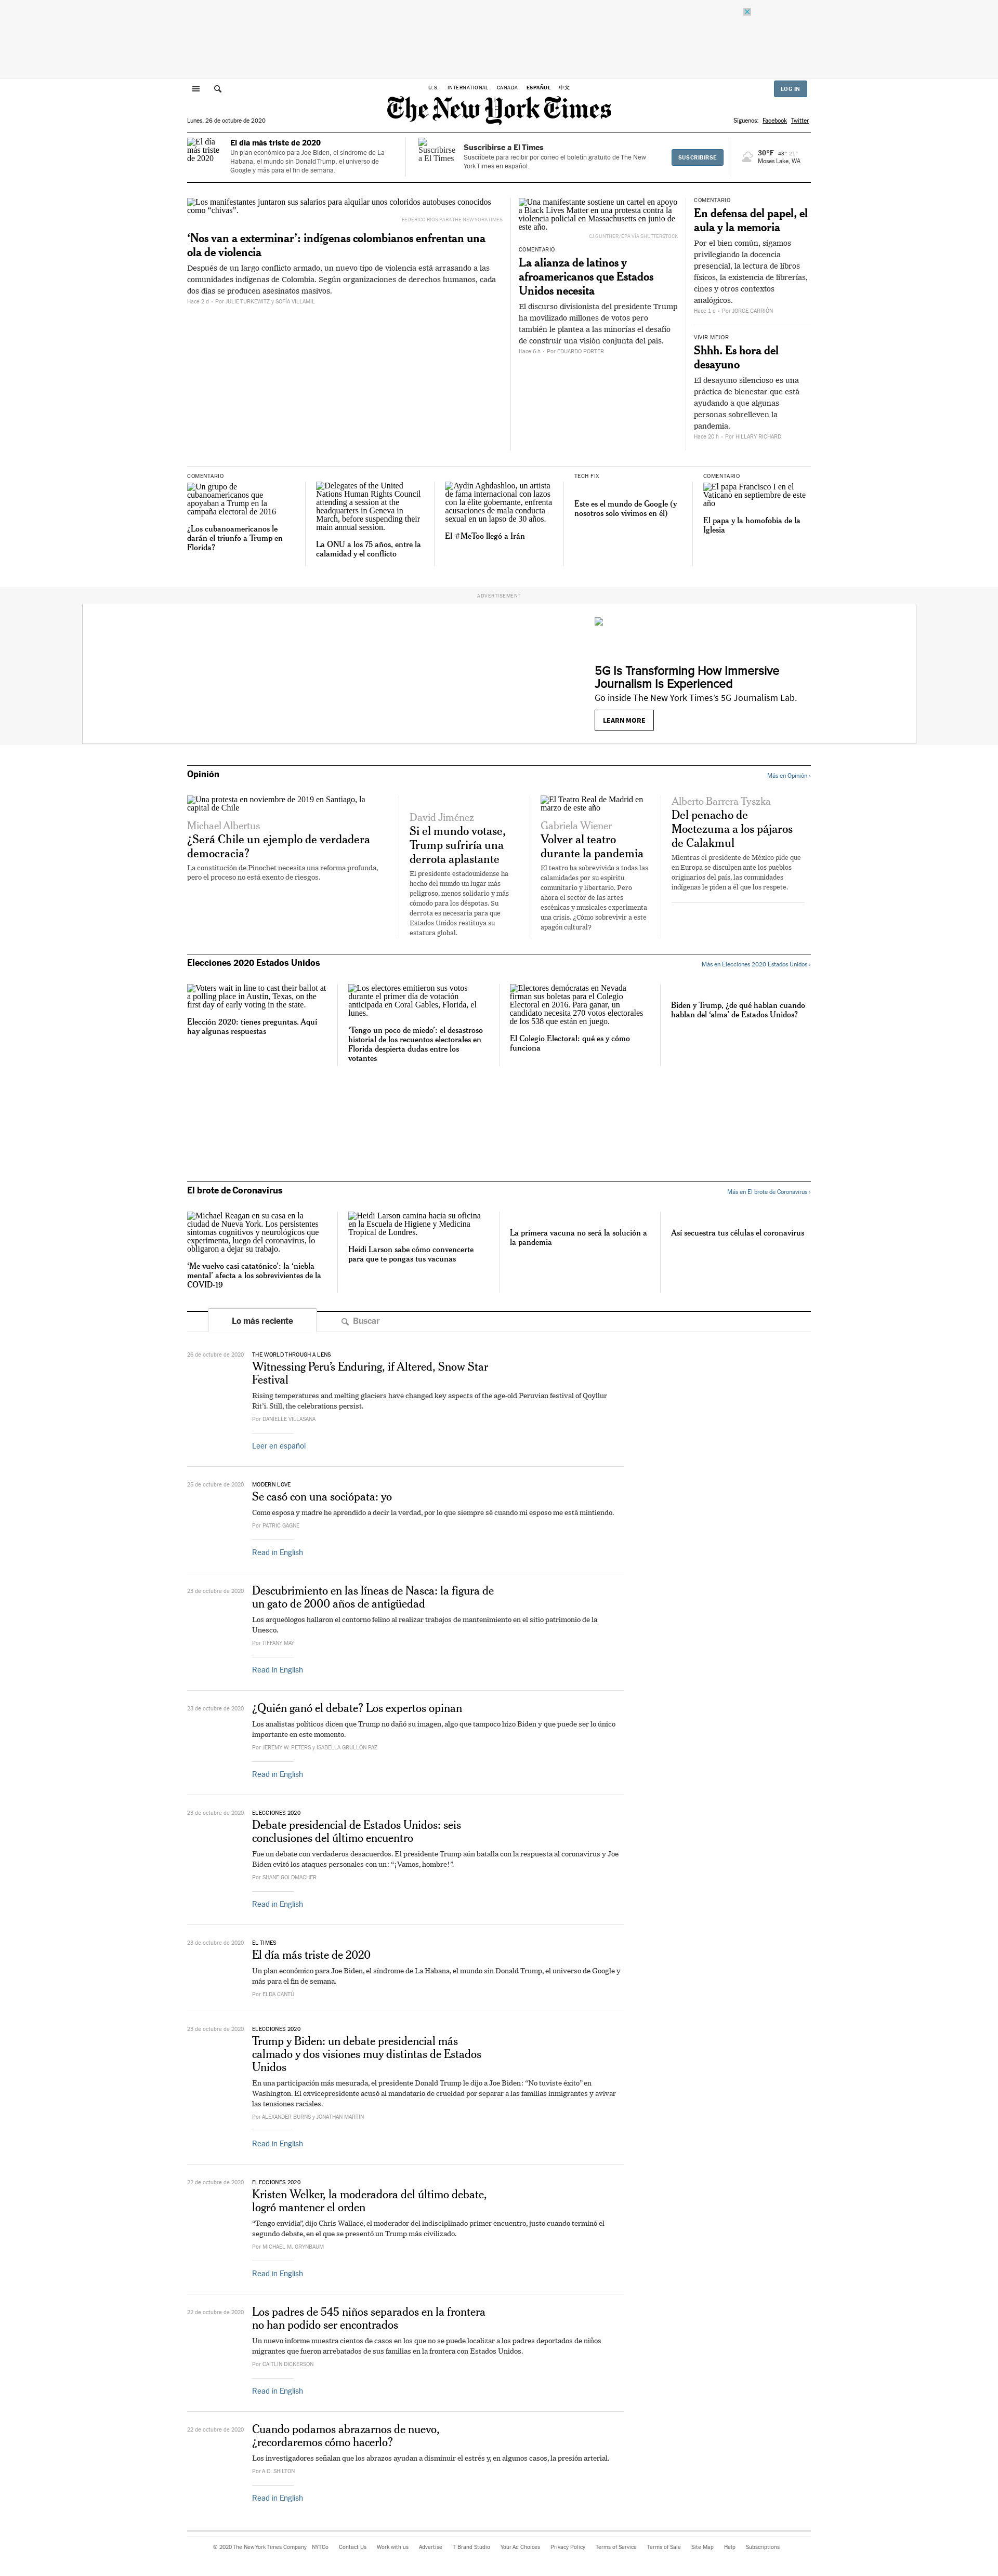 U.S. INTERNATIONAL CANADA ESPAÑOL 中文
LOG IN
The New York Times
Lunes, 26 de octubre de 2020
Síguenos: Facebook Twitter
El día más triste de 2020
El día más triste de 2020
Un plan económico para Joe Biden, el síndrome de La
Habana, el mundo sin Donald Trump, el universo de
Google y más para el fin de semana.
Suscribirse a El Times
Suscribirse a El Times
Suscríbete para recibir por correo el boletín gratuito de The New
York Times en español.
SUSCRIBIRSE
30°F 43° 21°
Moses Lake, WA
Los manifestantes juntaron sus salarios para alquilar unos coloridos autobuses conocidos
como “chivas”.
FEDERICO RIOS PARA THE NEW YORK TIMES
‘Nos van a exterminar’: indígenas colombianos enfrentan una
ola de violencia
Después de un largo conflicto armado, un nuevo tipo de violencia está arrasando a las
comunidades indígenas de Colombia. Según organizaciones de derechos humanos, cada
dos días se producen asesinatos masivos.
Hace 2 d - Por JULIE TURKEWITZ y SOFÍA VILLAMIL
Una manifestante sostiene un cartel en apoyo
a Black Lives Matter en una protesta contra la
violencia policial en Massachusetts en junio de
este año.
CJ GUNTHER/EPA VÍA SHUTTERSTOCK
COMENTARIO
La alianza de latinos y
afroamericanos que Estados
Unidos necesita
El discurso divisionista del presidente Trump
ha movilizado millones de votos pero
también le plantea a las minorías el desafío
de construir una visión conjunta del país.
Hace 6 h - Por EDUARDO PORTER
COMENTARIO
En defensa del papel, el
aula y la memoria
Por el bien común, sigamos
privilegiando la docencia
presencial, la lectura de libros
físicos, la existencia de librerías,
cines y otros contextos
analógicos.
Hace 1 d - Por JORGE CARRIÓN
VIVIR MEJOR
Shhh. Es hora del
desayuno
El desayuno silencioso es una
práctica de bienestar que está
ayudando a que algunas
personas sobrelleven la
pandemia.
Hace 20 h - Por HILLARY RICHARD
COMENTARIO
Un grupo de
cubanoamericanos que
apoyaban a Trump en la
campaña electoral de 2016
¿Los cubanoamericanos le
darán el triunfo a Trump en
Florida?
Delegates of the United
Nations Human Rights Council
attending a session at the
headquarters in Geneva in
March, before suspending their
main annual session.
La ONU a los 75 años, entre la
calamidad y el conflicto
Aydin Aghdashloo, un artista
de fama internacional con lazos
con la élite gobernante, enfrenta
acusaciones de mala conducta
sexual en un lapso de 30 años.
El #MeToo llegó a Irán
TECH FIX
Este es el mundo de Google (y
nosotros solo vivimos en él)
COMENTARIO
El papa Francisco I en el
Vaticano en septiembre de este
año
El papa y la homofobia de la
Iglesia
ADVERTISEMENT
5G Is Transforming How Immersive
Journalism Is Experienced
Go inside The New York Times’s 5G Journalism Lab.
LEARN MORE
Opinión
Más en Opinión ›
Una protesta en noviembre de 2019 en Santiago, la
capital de Chile
Michael Albertus
¿Será Chile un ejemplo de verdadera
democracia?
La constitución de Pinochet necesita una reforma profunda,
pero el proceso no está exento de riesgos.
David Jiménez
Si el mundo votase,
Trump sufriría una
derrota aplastante
El presidente estadounidense ha
hecho del mundo un lugar más
peligroso, menos solidario y más
cómodo para los déspotas. Su
derrota es necesaria para que
Estados Unidos restituya su
estatura global.
El Teatro Real de Madrid en
marzo de este año
Gabriela Wiener
Volver al teatro
durante la pandemia
El teatro ha sobrevivido a todas las
calamidades por su espíritu
comunitario y libertario. Pero
ahora el sector de las artes
escénicas y musicales experimenta
una crisis. ¿Cómo sobrevivir a este
apagón cultural?
Alberto Barrera Tyszka
Del penacho de
Moctezuma a los pájaros
de Calakmul
Mientras el presidente de México pide que
en Europa se disculpen ante los pueblos
originarios del país, las comunidades
indígenas le piden a él que los respete.
Elecciones 2020 Estados Unidos
Más en Elecciones 2020 Estados Unidos ›
Voters wait in line to cast their ballot at
a polling place in Austin, Texas, on the
first day of early voting in the state.
Elección 2020: tienes preguntas. Aquí
hay algunas respuestas
Los electores emitieron sus votos
durante el primer día de votación
anticipada en Coral Gables, Florida, el
lunes.
‘Tengo un poco de miedo’: el desastroso
historial de los recuentos electorales en
Florida despierta dudas entre los
votantes
Electores demócratas en Nevada
firman sus boletas para el Colegio
Electoral en 2016. Para ganar, un
candidato necesita 270 votos electorales
de los 538 que están en juego.
El Colegio Electoral: qué es y cómo
funciona
Biden y Trump, ¿de qué hablan cuando
hablan del ‘alma’ de Estados Unidos?
El brote de Coronavirus
Más en El brote de Coronavirus ›
Michael Reagan en su casa en la
ciudad de Nueva York. Los persistentes
síntomas cognitivos y neurológicos que
experimenta, luego del coronavirus, lo
obligaron a dejar su trabajo.
‘Me vuelvo casi catatónico’: la ‘niebla
mental’ afecta a los sobrevivientes de la
COVID-19
Heidi Larson camina hacia su oficina
en la Escuela de Higiene y Medicina
Tropical de Londres.
Heidi Larson sabe cómo convencerte
para que te pongas tus vacunas
La primera vacuna no será la solución a
la pandemia
Así secuestra tus células el coronavirus
Lo más reciente
Buscar
26 de octubre de 2020
THE WORLD THROUGH A LENS
Witnessing Peru’s Enduring, if Altered, Snow Star
Festival
Rising temperatures and melting glaciers have changed key aspects of the age-old Peruvian festival of Qoyllur
Rit’i. Still, the celebrations persist.
Por DANIELLE VILLASANA
Leer en español
25 de octubre de 2020
MODERN LOVE
Se casó con una sociópata: yo
Como esposa y madre he aprendido a decir la verdad, por lo que siempre sé cuando mi esposo me está mintiendo.
Por PATRIC GAGNE
Read in English
23 de octubre de 2020
Descubrimiento en las líneas de Nasca: la figura de
un gato de 2000 años de antigüedad
Los arqueólogos hallaron el contorno felino al realizar trabajos de mantenimiento en el sitio patrimonio de la
Unesco.
Por TIFFANY MAY
Read in English
23 de octubre de 2020
¿Quién ganó el debate? Los expertos opinan
Los analistas políticos dicen que Trump no dañó su imagen, algo que tampoco hizo Biden y que puede ser lo único
importante en este momento.
Por JEREMY W. PETERS y ISABELLA GRULLÓN PAZ
Read in English
23 de octubre de 2020
ELECCIONES 2020
Debate presidencial de Estados Unidos: seis
conclusiones del último encuentro
Fue un debate con verdaderos desacuerdos. El presidente Trump aún batalla con la respuesta al coronavirus y Joe
Biden evitó los ataques personales con un: “¡Vamos, hombre!”.
Por SHANE GOLDMACHER
Read in English
23 de octubre de 2020
EL TIMES
El día más triste de 2020
Un plan económico para Joe Biden, el síndrome de La Habana, el mundo sin Donald Trump, el universo de Google y
más para el fin de semana.
Por ELDA CANTÚ
23 de octubre de 2020
ELECCIONES 2020
Trump y Biden: un debate presidencial más
calmado y dos visiones muy distintas de Estados
Unidos
En una participación más mesurada, el presidente Donald Trump le dijo a Joe Biden: “No tuviste éxito” en
Washington. El exvicepresidente acusó al mandatario de crueldad por separar a las familias inmigrantes y avivar
las tensiones raciales.
Por ALEXANDER BURNS y JONATHAN MARTIN
Read in English
22 de octubre de 2020
ELECCIONES 2020
Kristen Welker, la moderadora del último debate,
logró mantener el orden
“Tengo envidia”, dijo Chris Wallace, el moderador del indisciplinado primer encuentro, justo cuando terminó el
segundo debate, en el que se presentó un Trump más civilizado.
Por MICHAEL M. GRYNBAUM
Read in English
22 de octubre de 2020
Los padres de 545 niños separados en la frontera
no han podido ser encontrados
Un nuevo informe muestra cientos de casos en los que no se puede localizar a los padres deportados de niños
migrantes que fueron arrebatados de sus familias en la frontera con Estados Unidos.
Por CAITLIN DICKERSON
Read in English
22 de octubre de 2020
Cuando podamos abrazarnos de nuevo,
¿recordaremos cómo hacerlo?
Los investigadores señalan que los abrazos ayudan a disminuir el estrés y, en algunos casos, la presión arterial.
Por A.C. SHILTON
Read in English
© 2020 The New York Times Company NYTCo Contact Us Work with us Advertise T Brand Studio Your Ad Choices Privacy Policy Terms of Service Terms of Sale Site Map Help Subscriptions